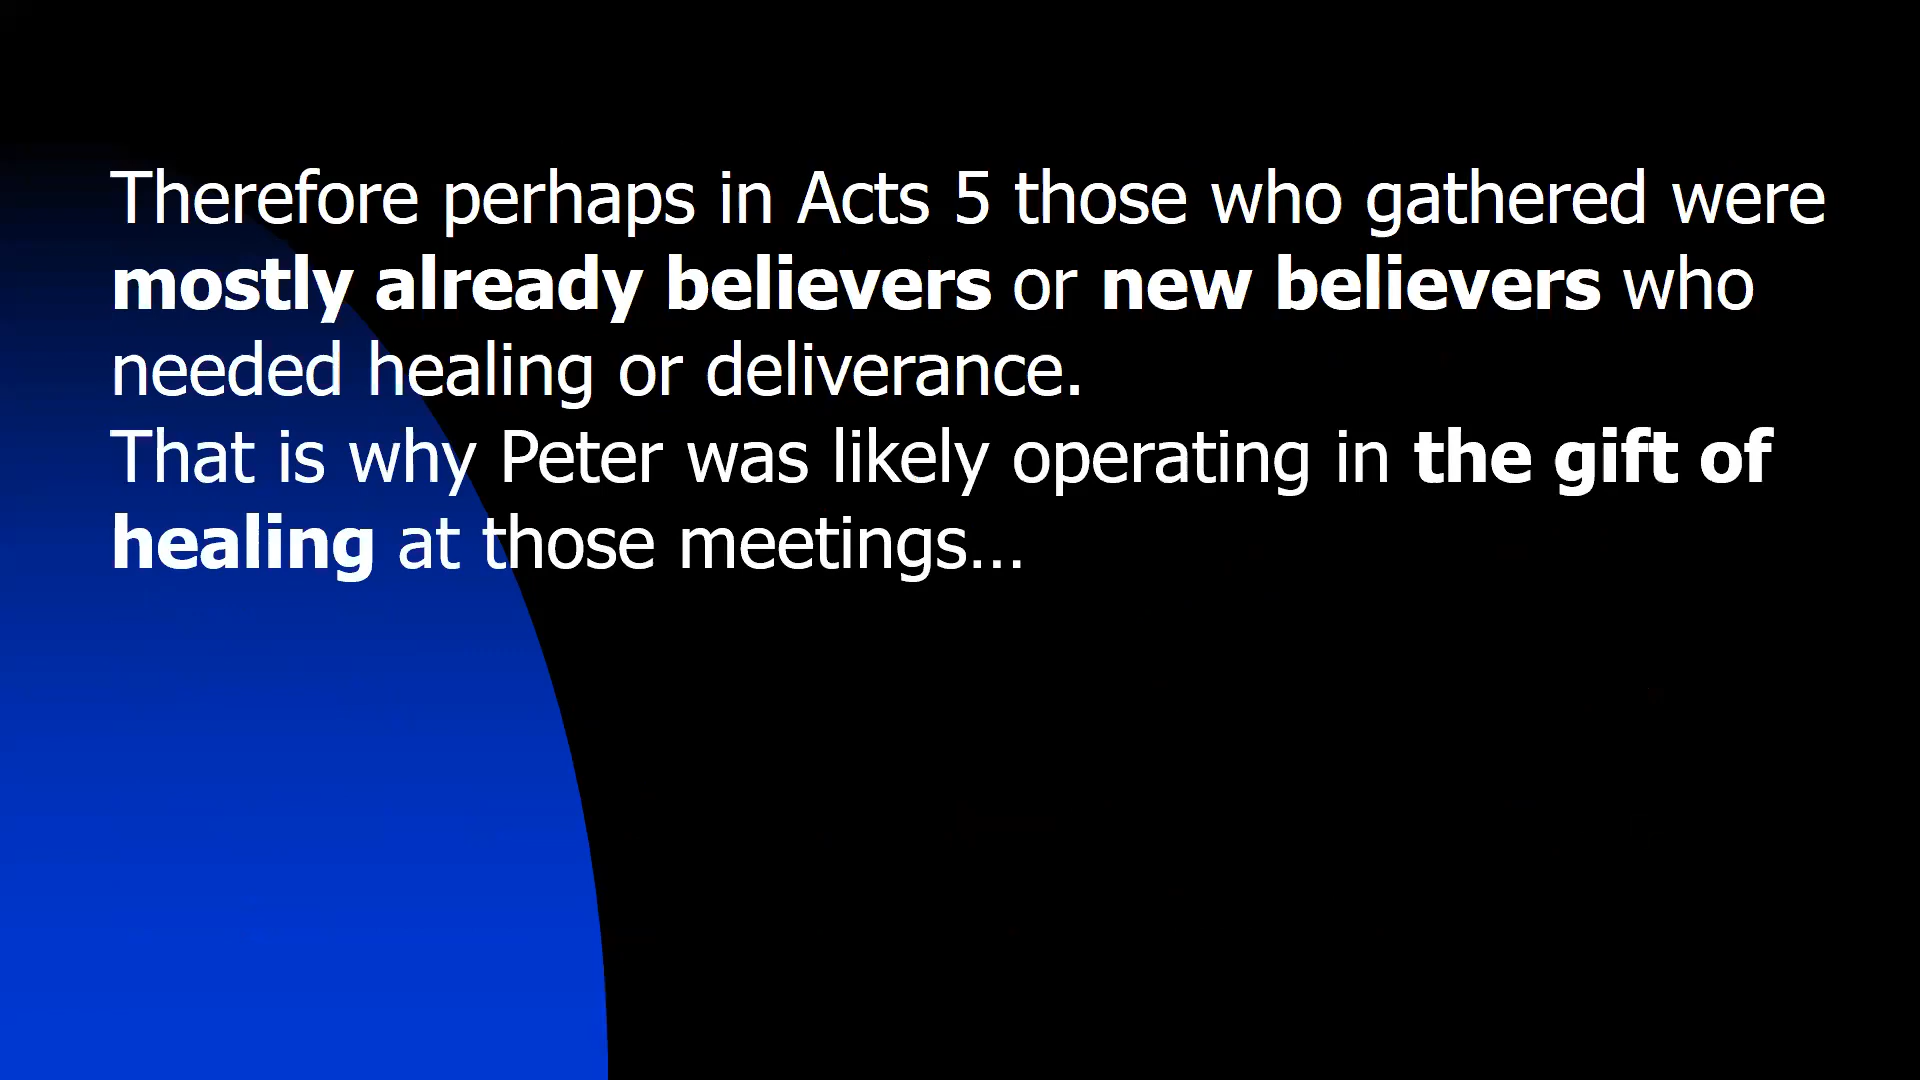 Therefore perhaps in Acts 5 those who gathered were
mostly already believers or new believers who
needed healing or deliverance.
That is why Peter was likely operating in the gift of
healing at those meetings...